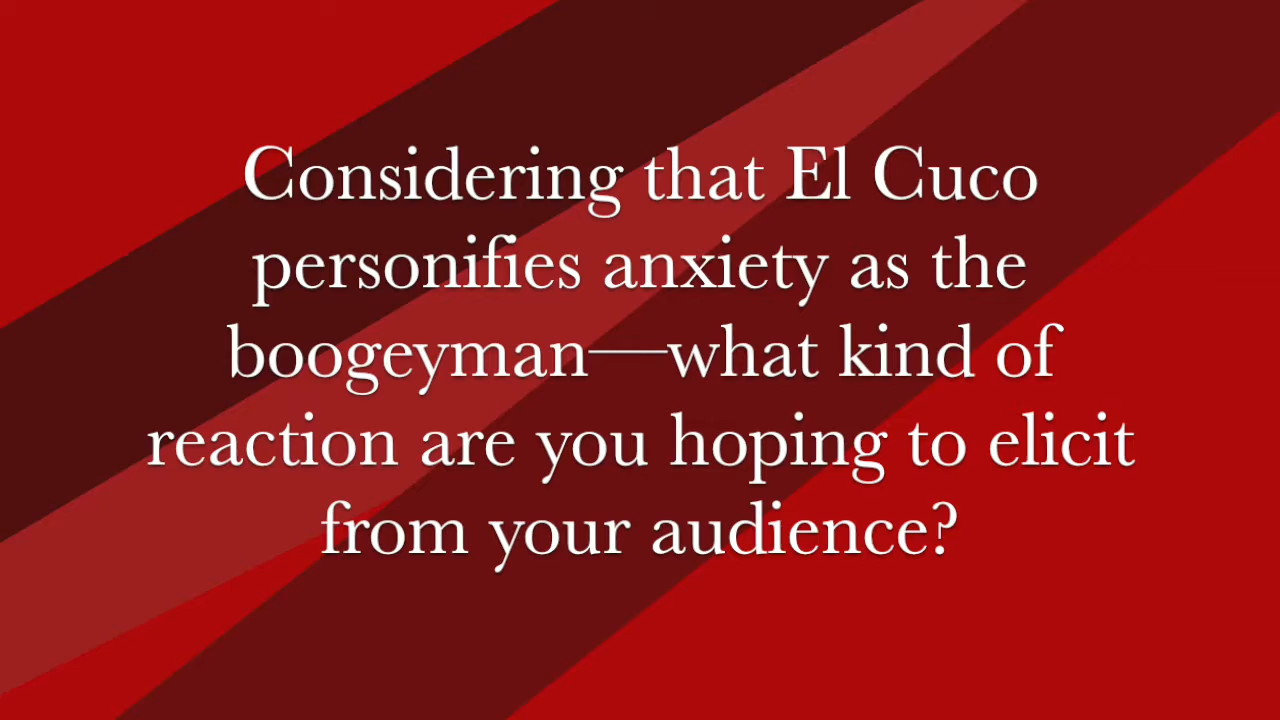 Considering that El Cuco
personifies anxiety as the
boogeyman—what kind of
reaction are you hoping to elicit
from your audience?